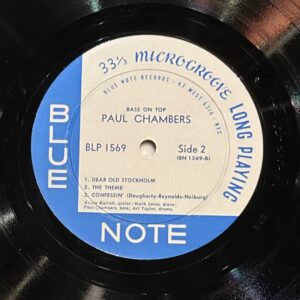 33⅓ MICROGROOVE LONG PLAYING
BLUE NOTE RECORDS · 47 WEST 63rd · NYC
BASS ON TOP
PAUL CHAMBERS
BLP 1569 Side 2
(BN 1569-B)
1. DEAR OLD STOCKHOLM
2. THE THEME
3. CONFESSIN' (Dougherty-Reynolds-Neiburg)
Kenny Burrell, guitar; Hank Jones, piano;
Paul Chambers, bass; Art Taylor, drums.
BLUE
NOTE